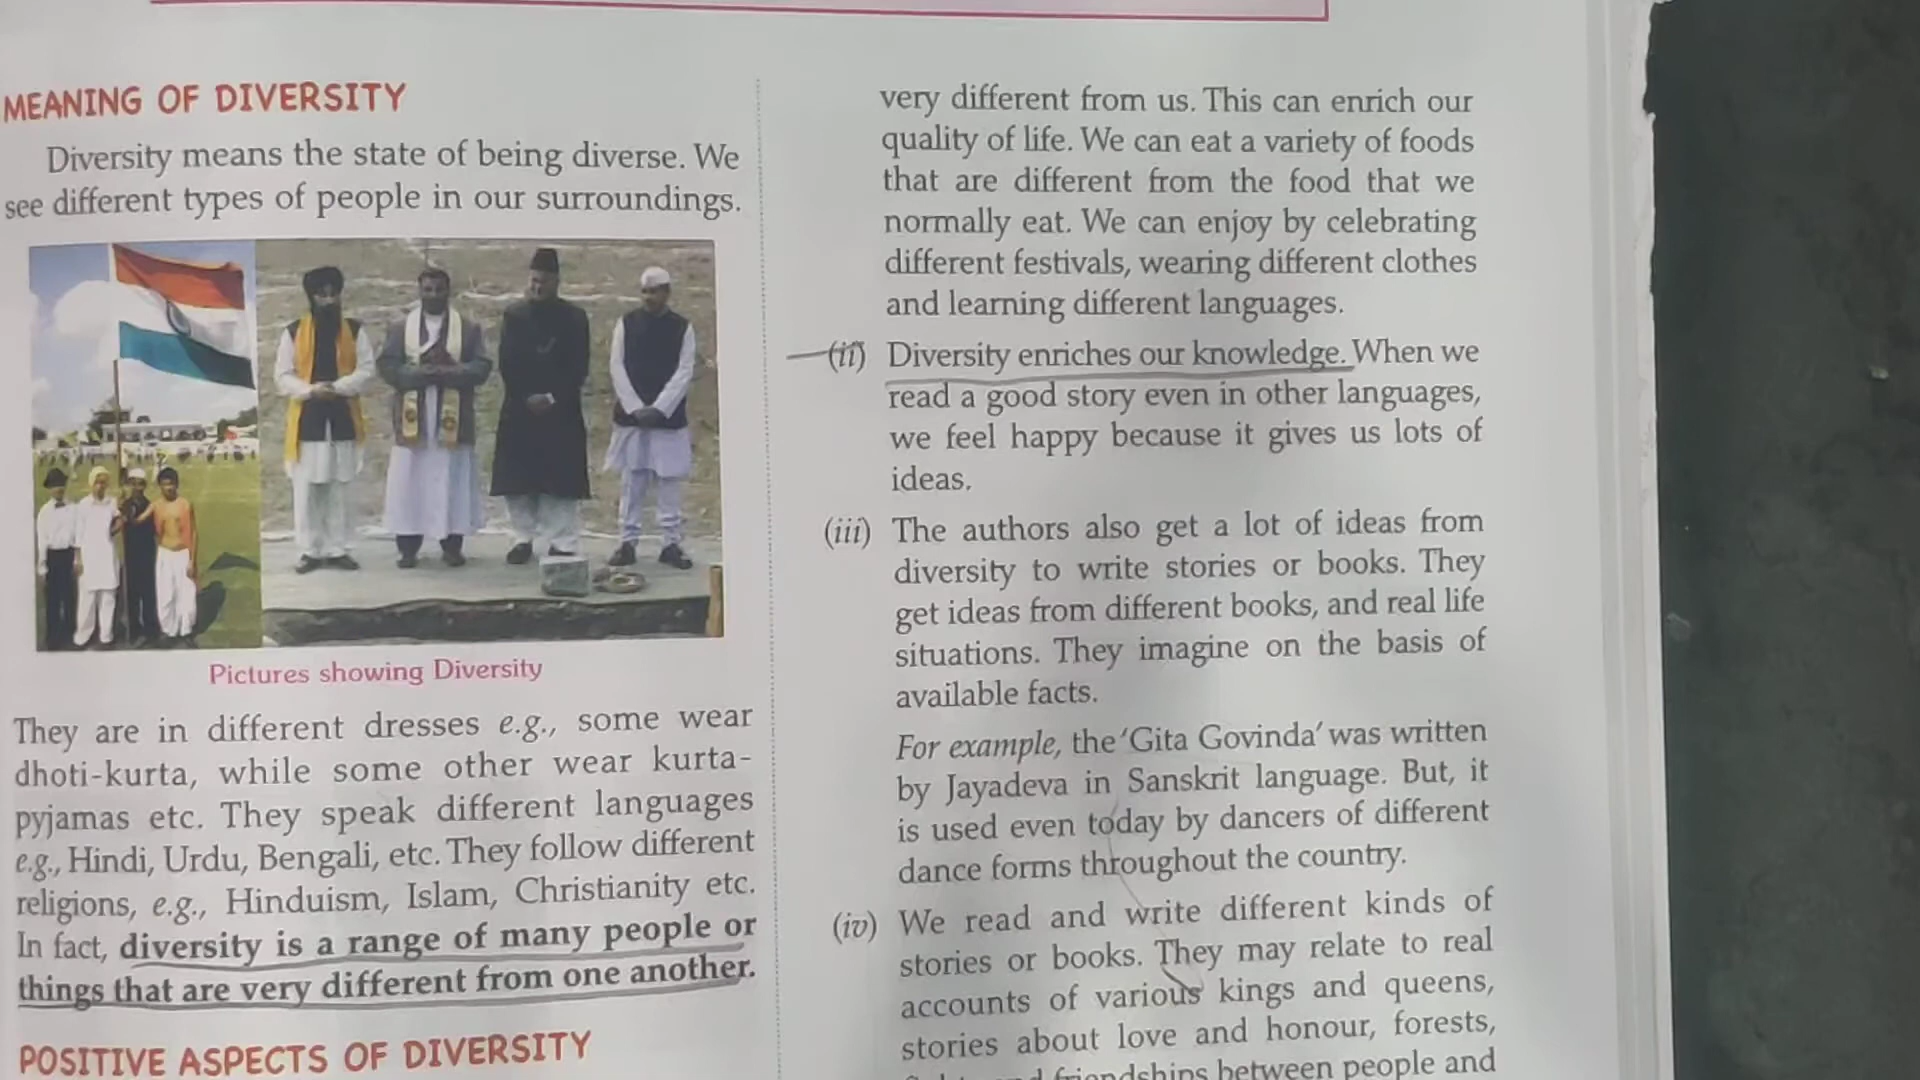 MEANING OF DIVERSITY
Diversity means the state of being diverse. We
see different types of people in our surroundings.
Pictures showing Diversity
They are in different dresses e.g., some wear
dhoti-kurta, while some other wear kurta-
pyjamas etc. They speak different languages
e.g., Hindi, Urdu, Bengali, etc. They follow different
religions, e.g., Hinduism, Islam, Christianity etc.
In fact, diversity is a range of many people or
things that are very different from one another.
POSITIVE ASPECTS OF DIVERSITY
very different from us. This can enrich our
quality of life. We can eat a variety of foods
that are different from the food that we
normally eat. We can enjoy by celebrating
different festivals, wearing different clothes
and learning different languages.
(ii) Diversity enriches our knowledge. When we
read a good story even in other languages,
we feel happy because it gives us lots of
ideas.
(iii) The authors also get a lot of ideas from
diversity to write stories or books. They
get ideas from different books, and real life
situations. They imagine on the basis of
available facts.
For example, the 'Gita Govinda' was written
by Jayadeva in Sanskrit language. But, it
is used even today by dancers of different
dance forms throughout the country.
(iv) We read and write different kinds of
stories or books. They may relate to real
accounts of various kings and queens,
stories about love and honour, forests,
friendships between people and